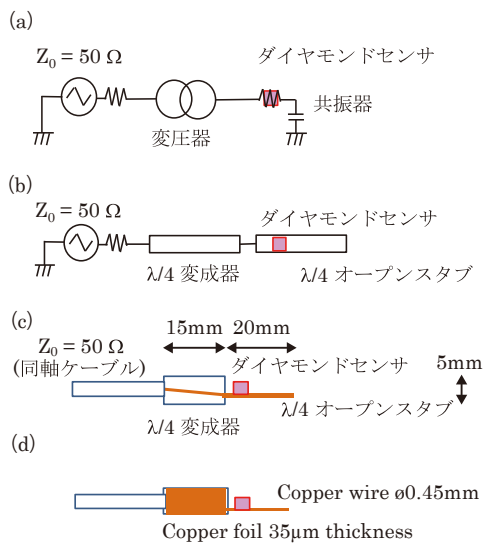 (a)
Z₀ = 50 Ω
ダイヤモンドセンサ
共振器
変圧器
(b)
Z₀ = 50 Ω
ダイヤモンドセンサ
λ/4 変成器
λ/4 オープンスタブ
(c)
15mm
20mm
Z₀ = 50 Ω
(同軸ケーブル)
ダイヤモンドセンサ
5mm
λ/4 オープンスタブ
λ/4 変成器
(d)
Copper wire ø0.45mm
Copper foil 35μm thickness